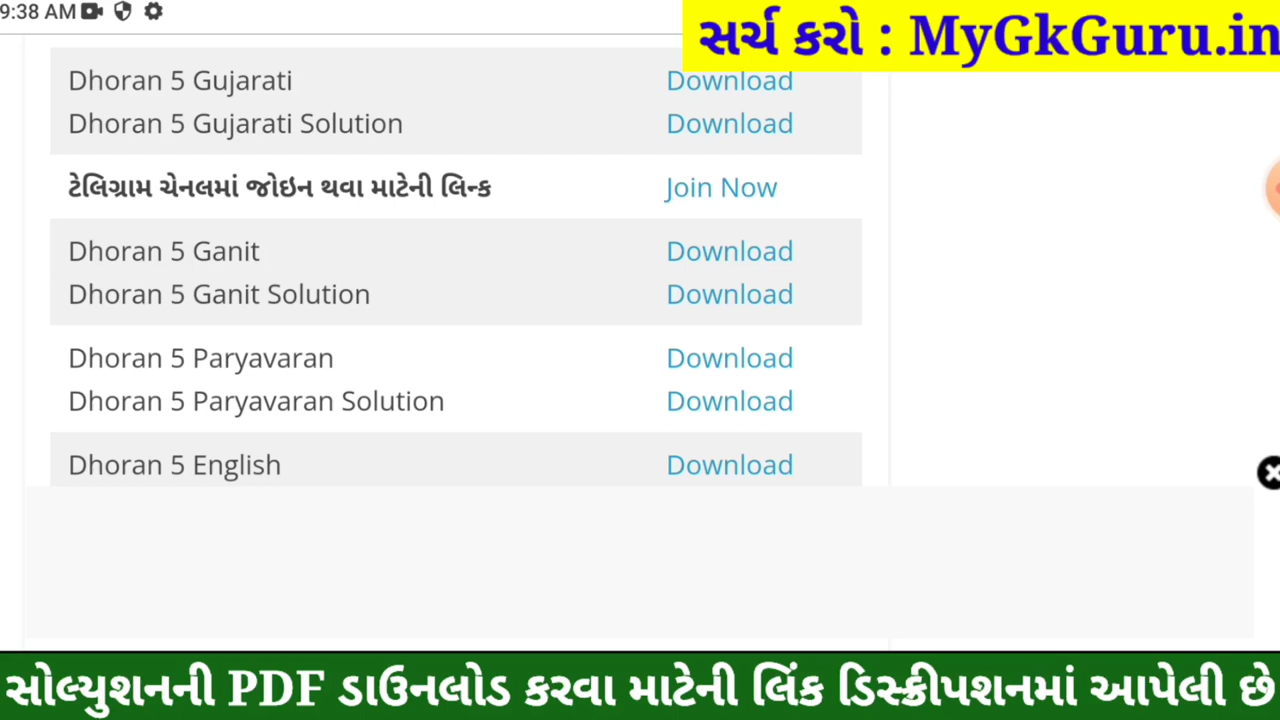 9:38 AM
સર્ચ કરો : MyGkGuru.in
Dhoran 5 Gujarati Download
Dhoran 5 Gujarati Solution Download
ટેલિગ્રામ ચેનલમાં જોઇન થવા માટેની લિન્ક Join Now
Dhoran 5 Ganit Download
Dhoran 5 Ganit Solution Download
Dhoran 5 Paryavaran Download
Dhoran 5 Paryavaran Solution Download
Dhoran 5 English Download
સોલ્યુશનની PDF ડાઉનલોડ કરવા માટેની લિંક ડિસ્ક્રીપશનમાં આપેલી છે